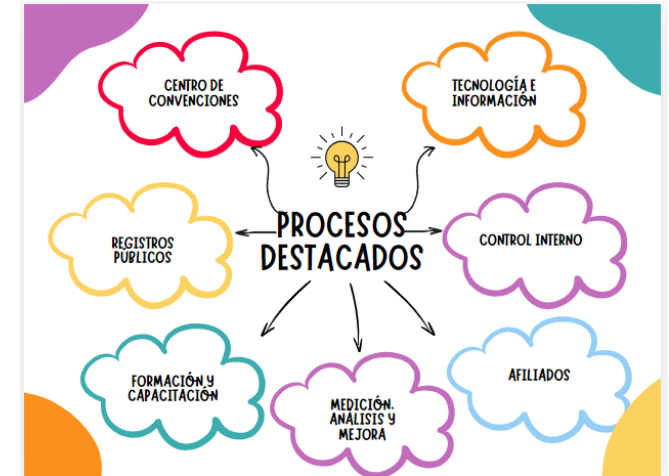 CENTRO DE
CONVENCIONES
TECNOLOGÍA E
INFORMACIÓN
PROCESOS
DESTACADOS
REGISTROS
PÚBLICOS
CONTROL INTERNO
FORMACIÓN Y
CAPACITACIÓN
MEDICIÓN,
ANÁLISIS Y
MEJORA
AFILIADOS